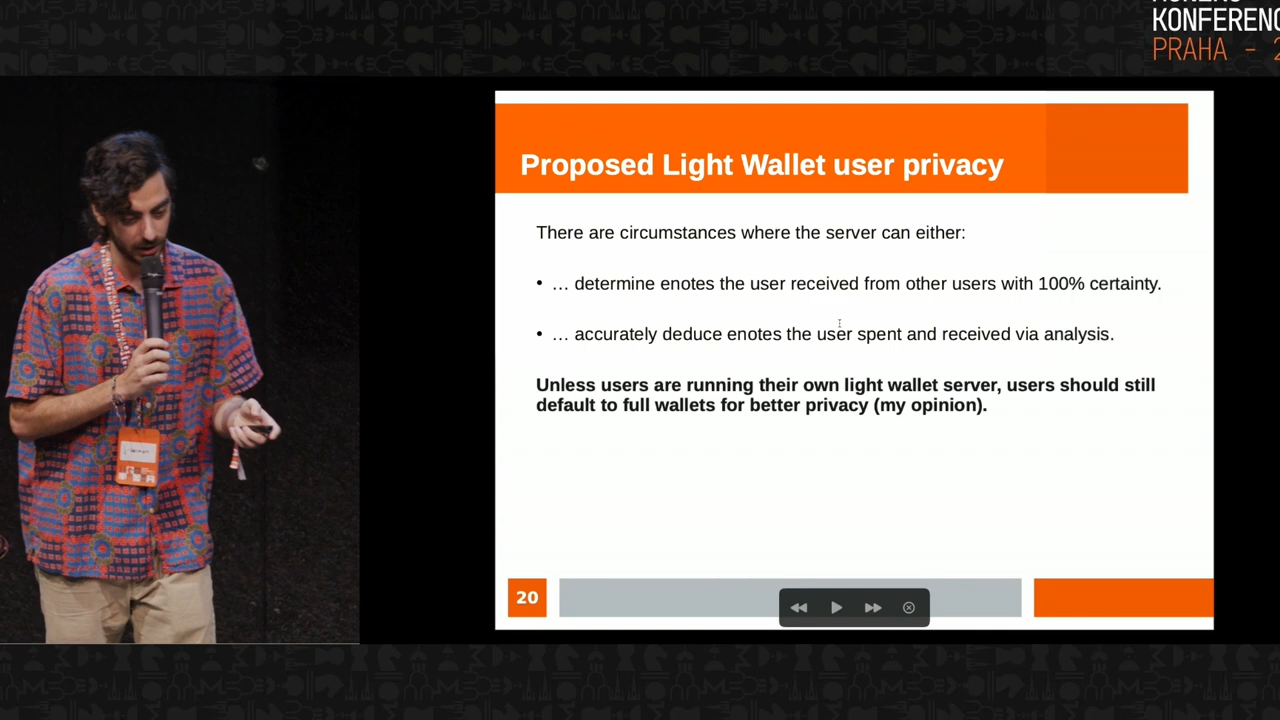 KONFERENC
PRAHA - 2
Proposed Light Wallet user privacy
There are circumstances where the server can either:
• … determine enotes the user received from other users with 100% certainty.
• … accurately deduce enotes the user spent and received via analysis.
Unless users are running their own light wallet server, users should still
default to full wallets for better privacy (my opinion).
20